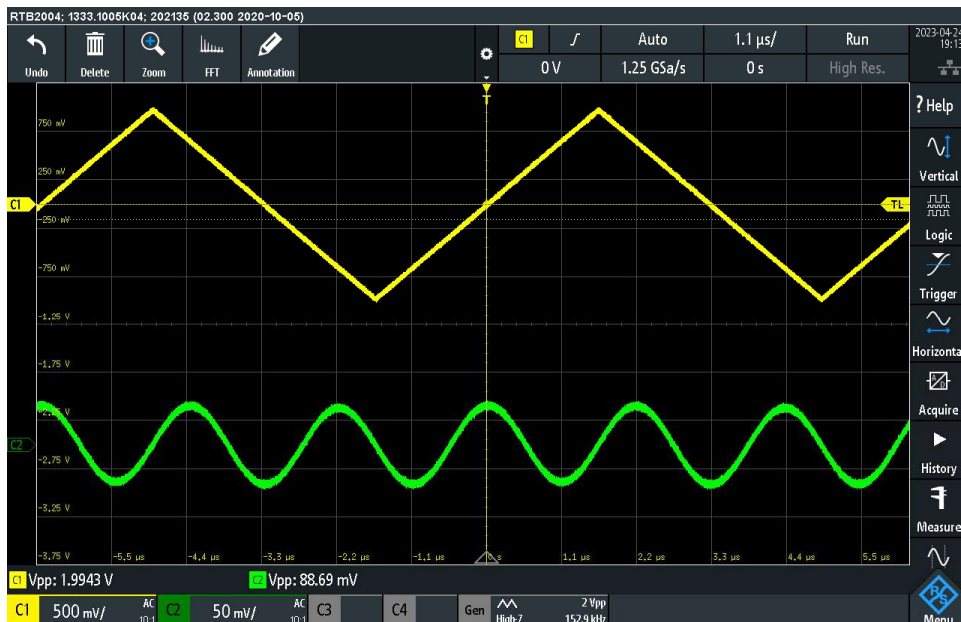 RTB2004; 1333.1005K04; 202135 (02.300 2020-10-05)
Undo Delete Zoom FFT Annotation
C1 Auto 1.1 µs/ Run
0 V 1.25 GSa/s 0 s High Res.
2023-04-24
19:13
? Help
Vertical
Logic
Trigger
Horizonta
Acquire
History
Measure
Menu
T
C1
TL
C2
750 mV
250 mV
-250 mV
-750 mV
-1.25 V
-1.75 V
-2.25 V
-2.75 V
-3.25 V
-3.75 V -5.5 µs -4.4 µs -3.3 µs -2.2 µs -1.1 µs 0 s 1.1 µs 2.2 µs 3.3 µs 4.4 µs 5.5 µs
C1 Vpp: 1.9943 V C2 Vpp: 88.69 mV
C1 500 mV/ AC 10:1 C2 50 mV/ AC 10:1 C3 C4 Gen 2 Vpp
High-Z 152.9 kHz